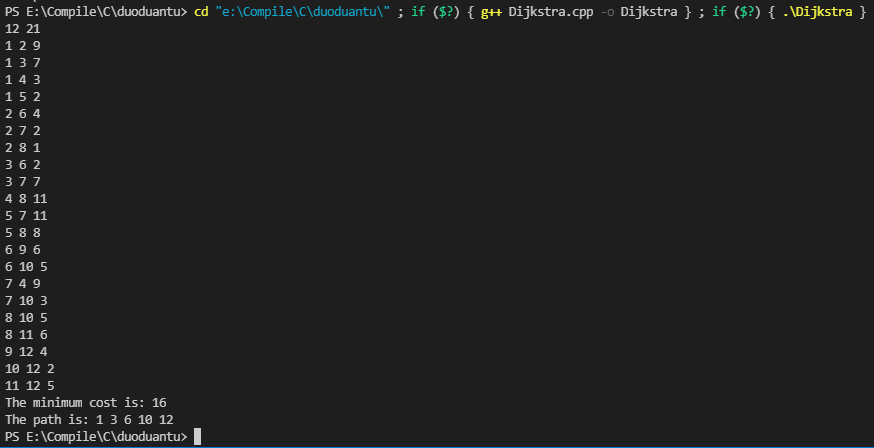 PS E:\Compile\C\duoduantu> cd "e:\Compile\C\duoduantu\" ; if ($?) { g++ Dijkstra.cpp -o Dijkstra } ; if ($?) { .\Dijkstra }
12 21
1 2 9
1 3 7
1 4 3
1 5 2
2 6 4
2 7 2
2 8 1
3 6 2
3 7 7
4 8 11
5 7 11
5 8 8
6 9 6
6 10 5
7 4 9
7 10 3
8 10 5
8 11 6
9 12 4
10 12 2
11 12 5
The minimum cost is: 16
The path is: 1 3 6 10 12
PS E:\Compile\C\duoduantu>